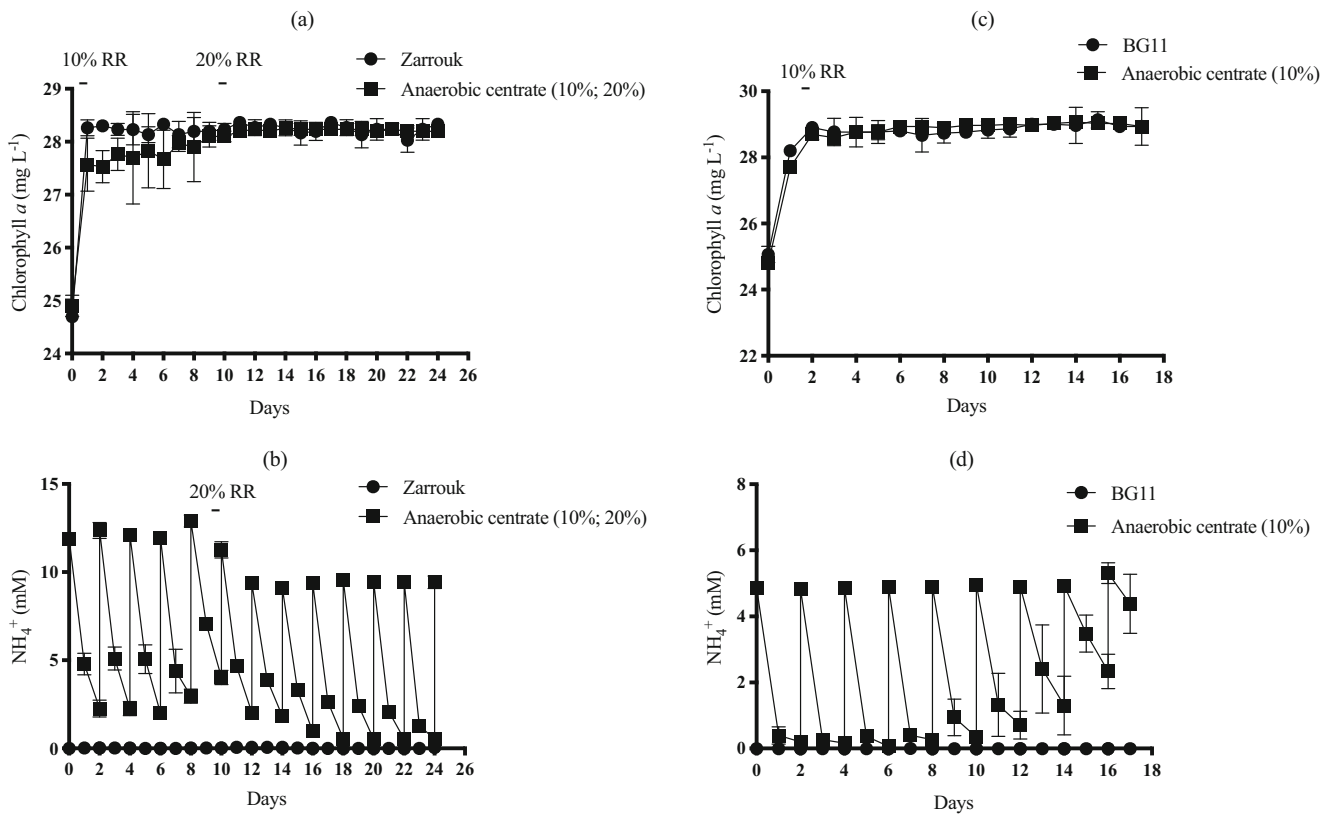 (a)
10% RR
20% RR
Zarrouk
Anaerobic centrate (10%; 20%)
29
28
27
26
25
24
Chlorophyll a (mg L⁻¹)
0 2 4 6 8 10 12 14 16 18 20 22 24 26
Days
(c)
10% RR
BG11
Anaerobic centrate (10%)
30
28
26
24
22
Chlorophyll a (mg L⁻¹)
0 2 4 6 8 10 12 14 16 18
Days
(b)
20% RR
Zarrouk
Anaerobic centrate (10%; 20%)
15
10
5
0
NH₄⁺ (mM)
0 2 4 6 8 10 12 14 16 18 20 22 24 26
Days
(d)
BG11
Anaerobic centrate (10%)
8
6
4
2
0
NH₄⁺ (mM)
0 2 4 6 8 10 12 14 16 18
Days